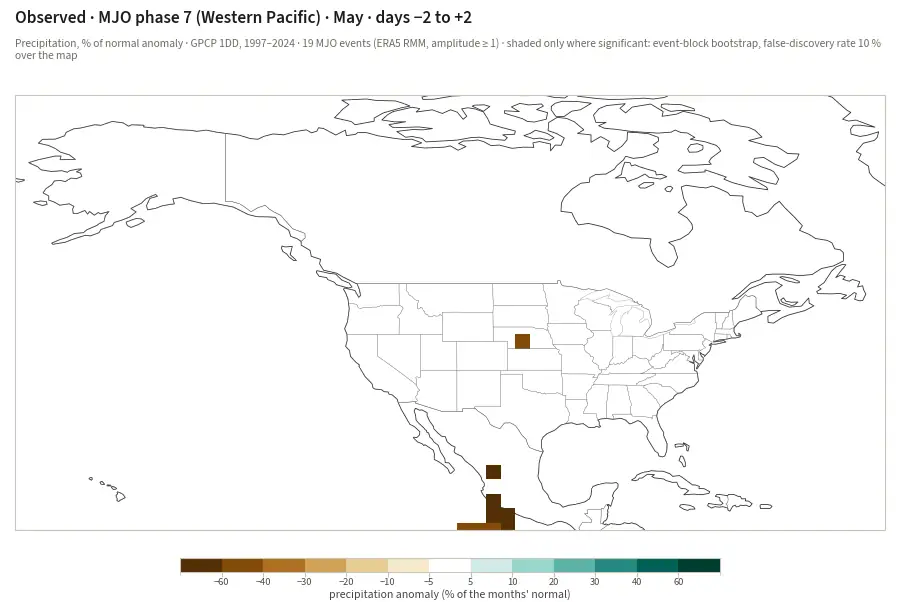 Observed · MJO phase 7 (Western Pacific) · May · days −2 to +2
Precipitation, % of normal anomaly · GPCP 1DD, 1997–2024 · 19 MJO events (ERA5 RMM, amplitude ≥ 1) · shaded only where significant: event-block bootstrap, false-discovery rate 10 %
over the map
−60 −40 −30 −20 −10 −5 5 10 20 30 40 60
precipitation anomaly (% of the months' normal)